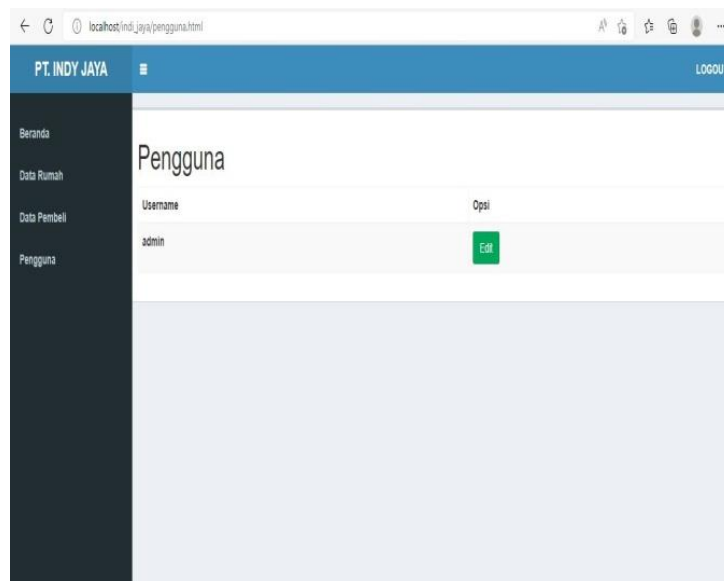 localhost/indi_jaya/pengguna.html
PT. INDY JAYA
LOGOU
Beranda
Data Rumah
Data Pembeli
Pengguna
Pengguna
Username
Opsi
admin
Edit